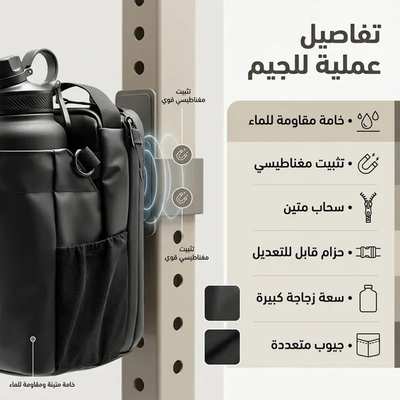 تفاصيل
عملية للجيم
• خامة مقاومة للماء
• تثبيت مغناطيسي
• سحاب متين
• حزام قابل للتعديل
• سعة زجاجة كبيرة
• جيوب متعددة
تثبيت
مغناطيسي قوي
تثبيت
مغناطيسي قوي
خامة متينة ومقاومة للماء